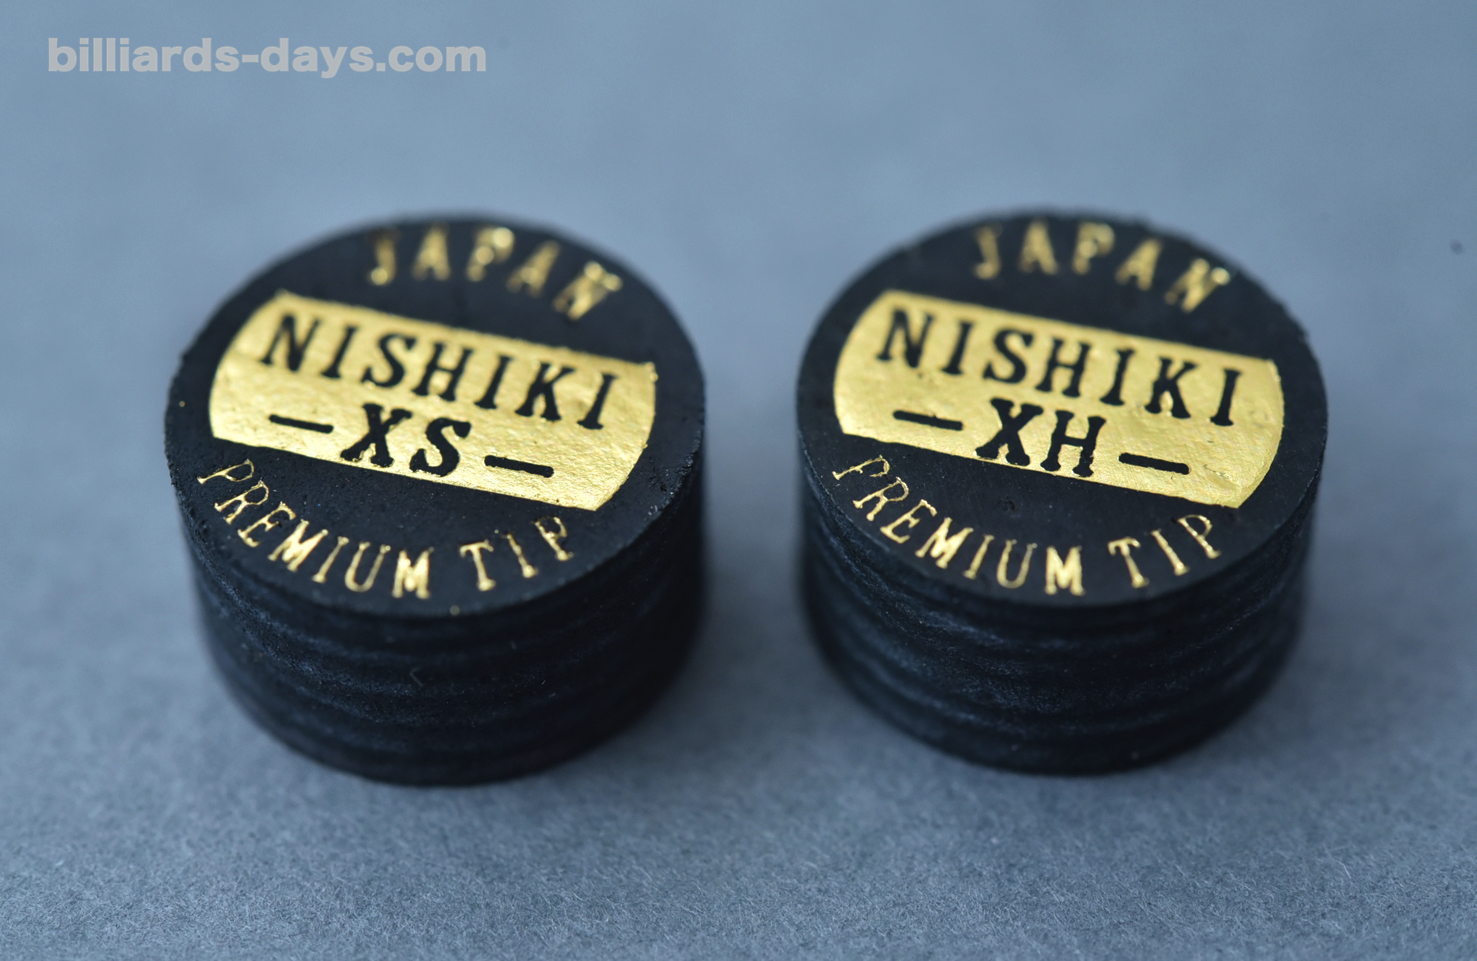 billiards-days.com
JAPAN
NISHIKI
-XS-
PREMIUM TIP
JAPAN
NISHIKI
-XH-
PREMIUM TIP